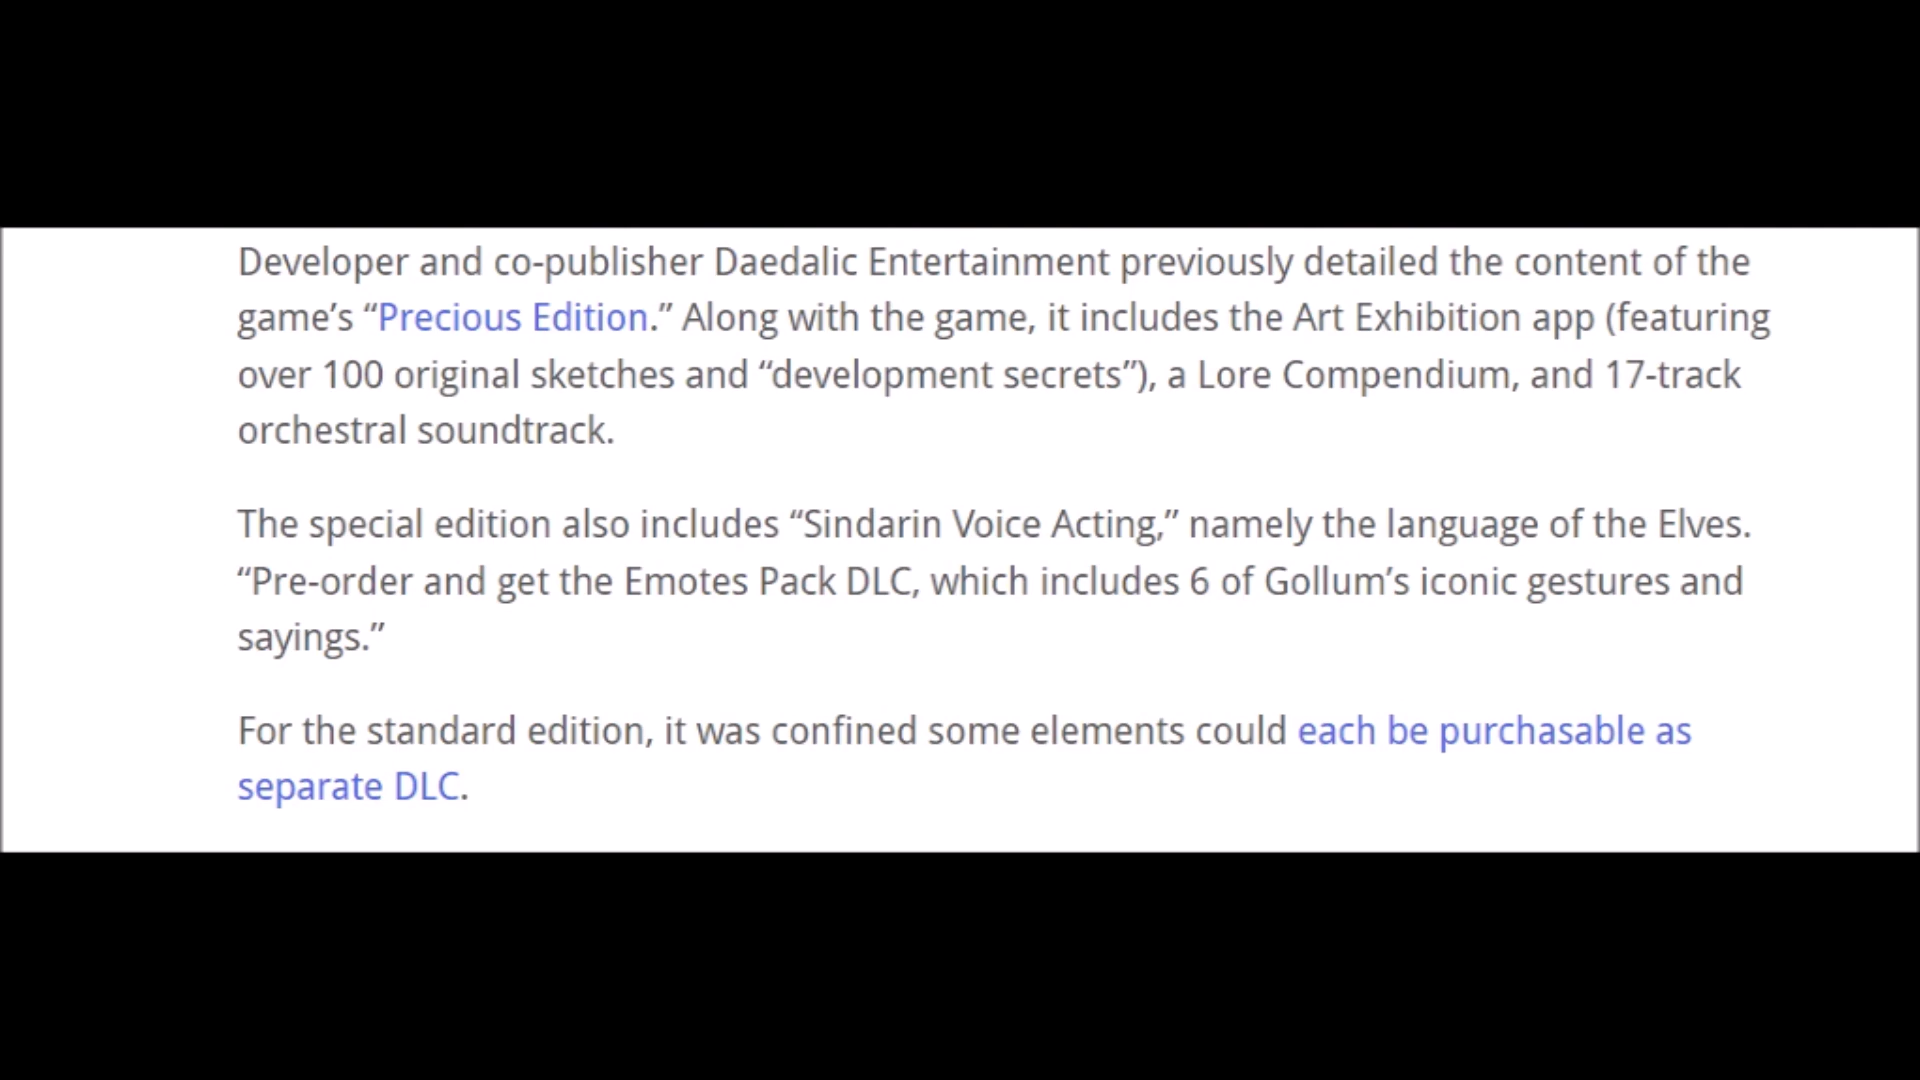 Developer and co-publisher Daedalic Entertainment previously detailed the content of the
game’s “Precious Edition.” Along with the game, it includes the Art Exhibition app (featuring
over 100 original sketches and “development secrets”), a Lore Compendium, and 17-track
orchestral soundtrack.
The special edition also includes “Sindarin Voice Acting,” namely the language of the Elves.
“Pre-order and get the Emotes Pack DLC, which includes 6 of Gollum’s iconic gestures and
sayings.”
For the standard edition, it was confined some elements could each be purchasable as
separate DLC.